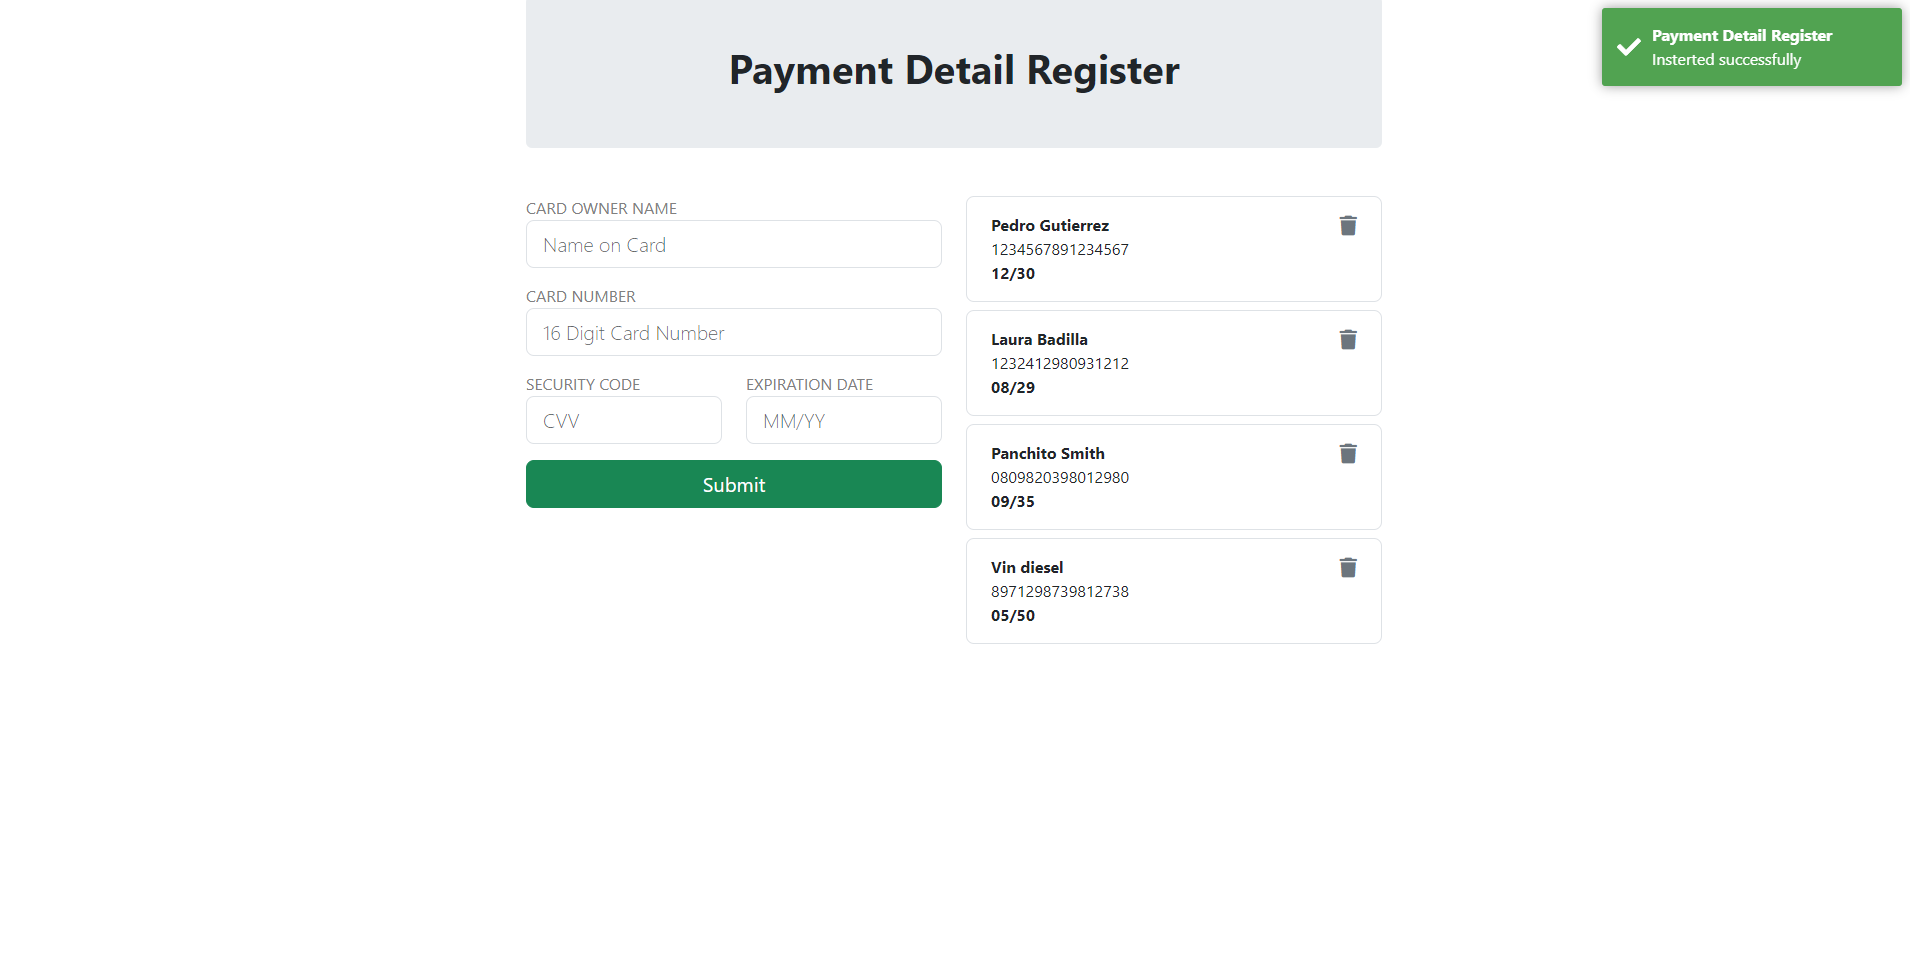 Payment Detail Register
Payment Detail Register
Insterted successfully
CARD OWNER NAME
Name on Card
CARD NUMBER
16 Digit Card Number
SECURITY CODE
EXPIRATION DATE
CVV
MM/YY
Submit
Pedro Gutierrez
1234567891234567
12/30
Laura Badilla
1232412980931212
08/29
Panchito Smith
0809820398012980
09/35
Vin diesel
8971298739812738
05/50